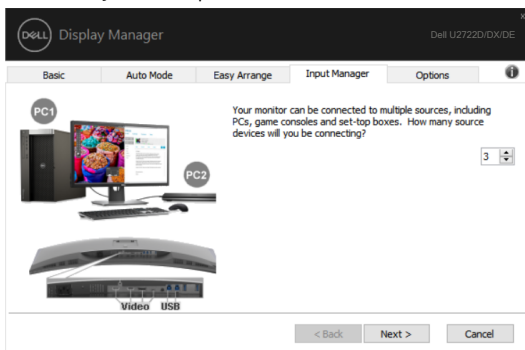 DELL Display Manager
Dell U2722D/DX/DE
Basic
Auto Mode
Easy Arrange
Input Manager
Options
PC1
PC2
Video USB
Your monitor can be connected to multiple sources, including
PCs, game consoles and set-top boxes. How many source
devices will you be connecting?
3
< Back
Next >
Cancel